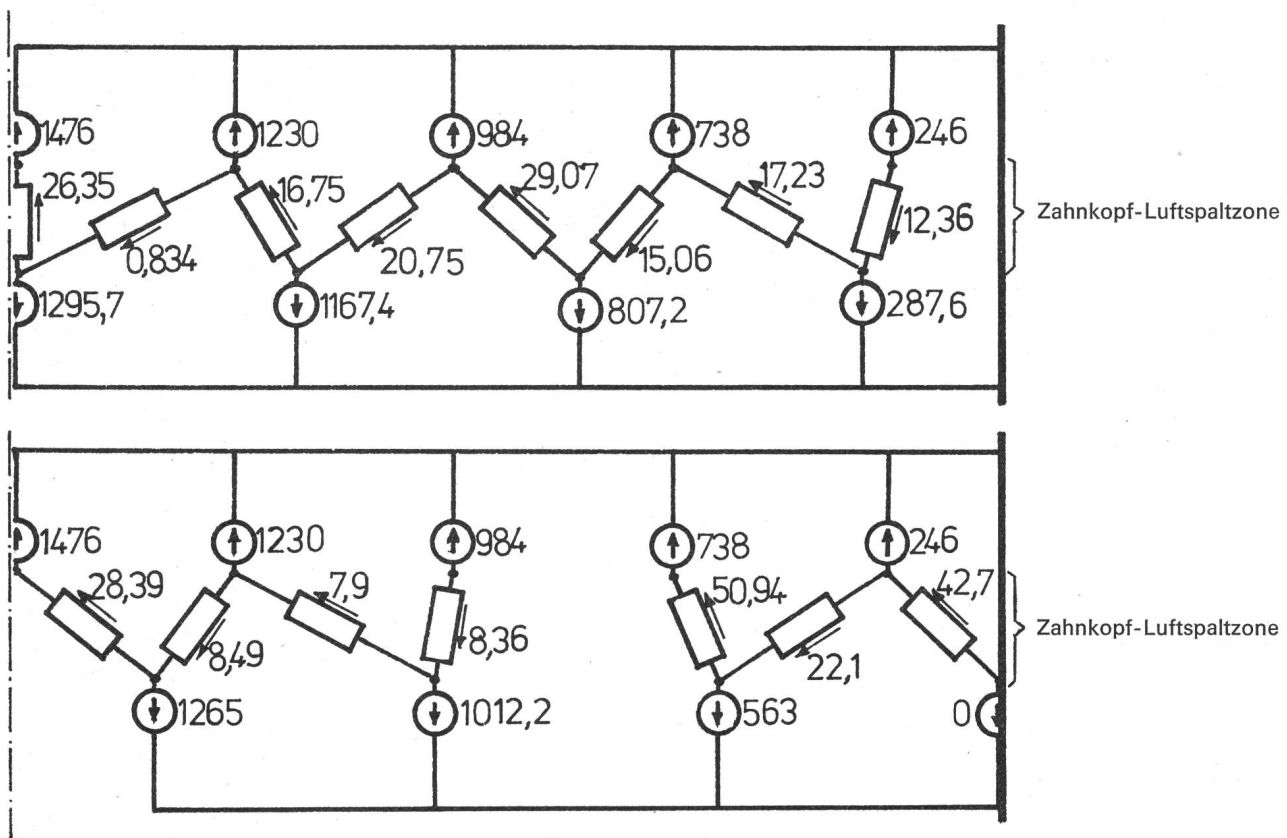 1476 1230 984 738 246
26,35 16,75 29,07 17,23
0,834 20,75 15,06 12,36
Zahnkopf-Luftspaltzone
1295,7 1167,4 807,2 287,6
1476 1230 984 738 246
28,39 7,9 50,94 42,7
8,49 8,36 22,1
Zahnkopf-Luftspaltzone
1265 1012,2 563 0